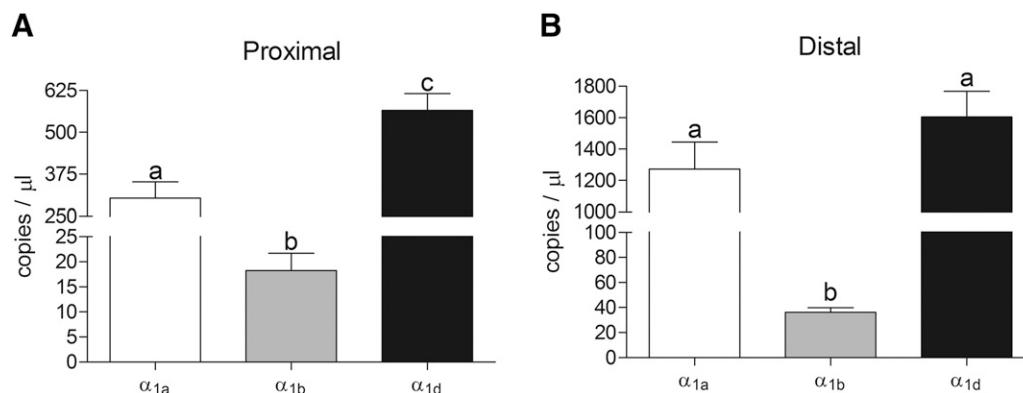 A
Proximal
copies / µl
625
500
375
250
25
20
15
10
5
0
a
b
c
α1a
α1b
α1d
B
Distal
copies / µl
1800
1600
1400
1200
1000
100
80
60
40
20
0
a
b
a
α1a
α1b
α1d